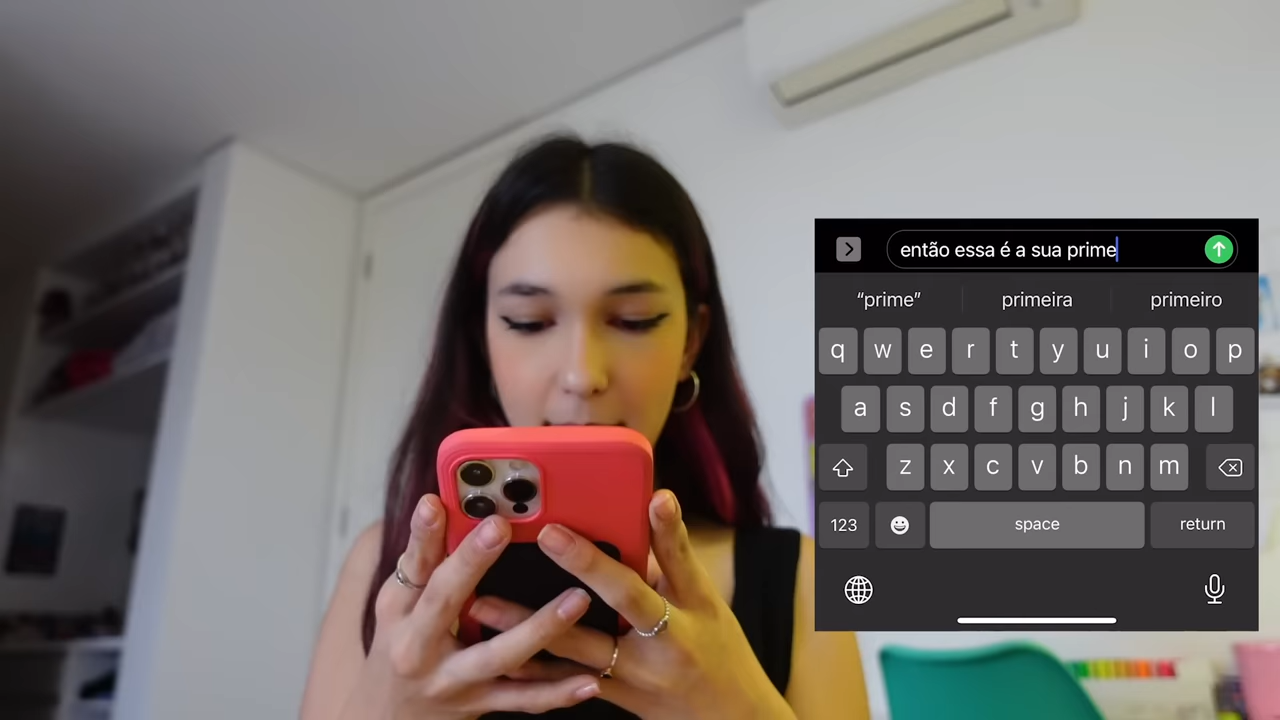 então essa é a sua prime
“prime” primeira primeiro
q w e r t y u i o p
a s d f g h j k l
z x c v b n m
123 space return